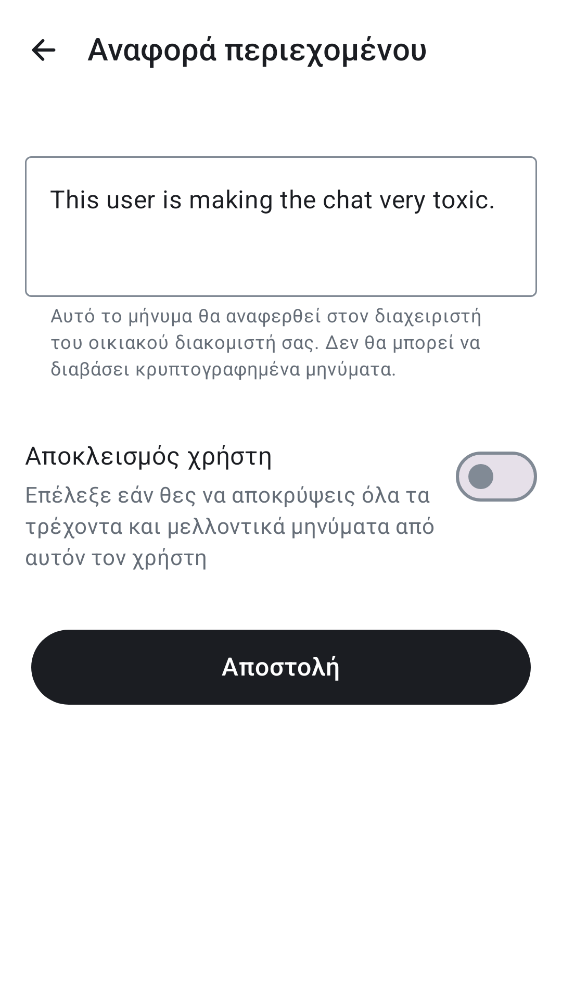 Αναφορά περιεχομένου
This user is making the chat very toxic.
Αυτό το μήνυμα θα αναφερθεί στον διαχειριστή
του οικιακού διακομιστή σας. Δεν θα μπορεί να
διαβάσει κρυπτογραφημένα μηνύματα.
Αποκλεισμός χρήστη
Επέλεξε εάν θες να αποκρύψεις όλα τα
τρέχοντα και μελλοντικά μηνύματα από
αυτόν τον χρήστη
Αποστολή